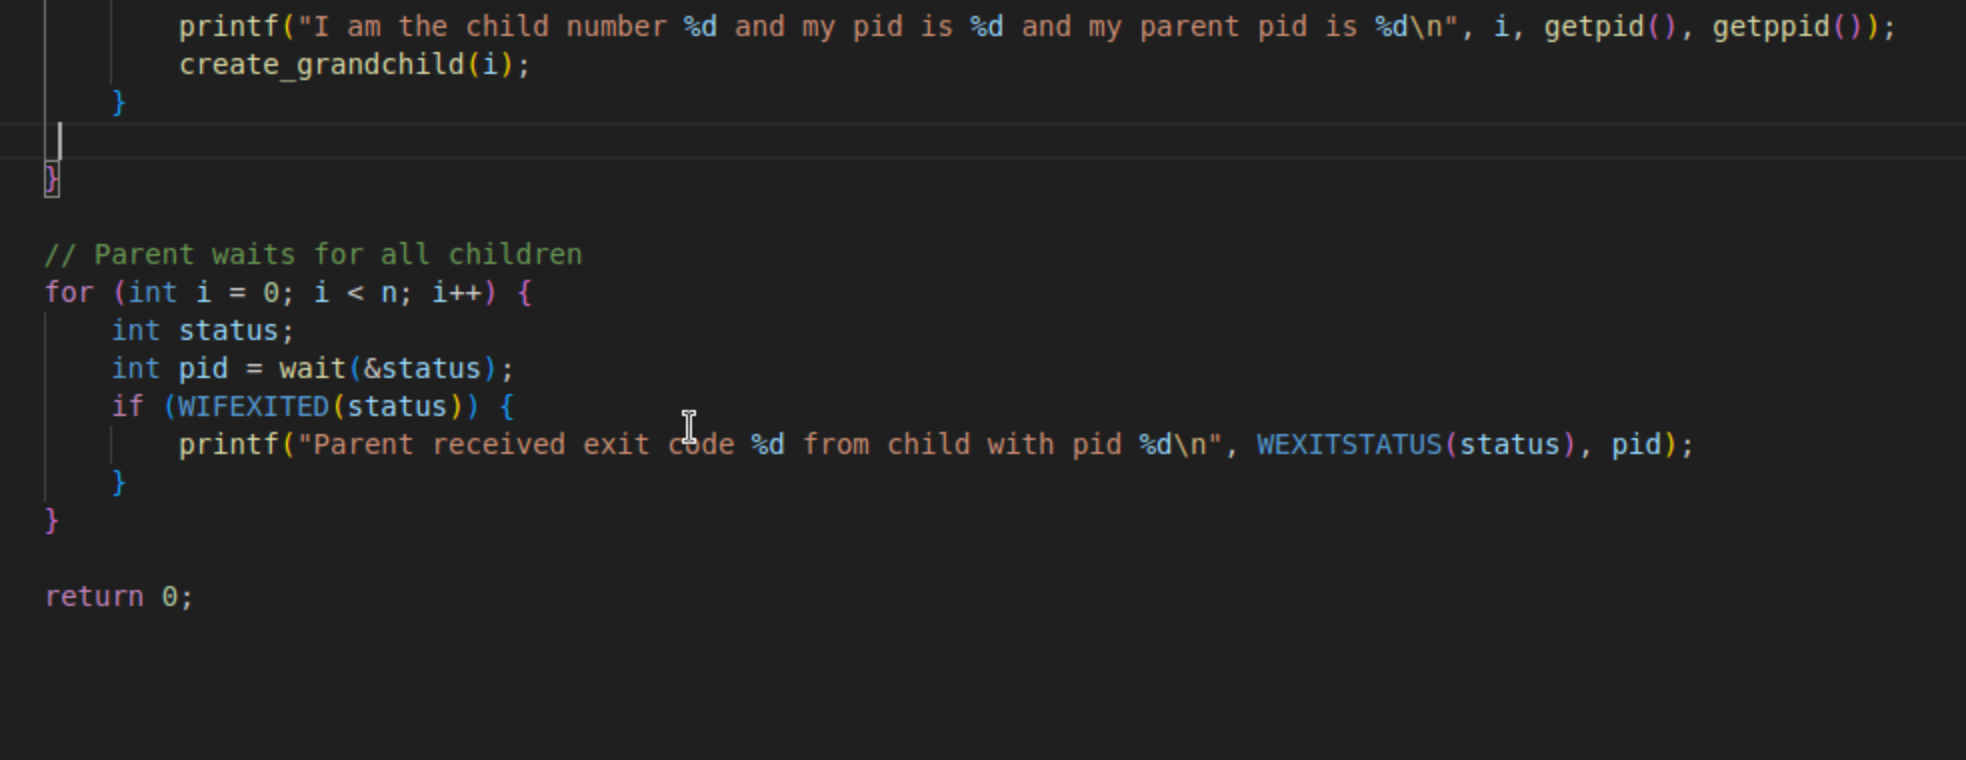 printf("I am the child number %d and my pid is %d and my parent pid is %d\n", i, getpid(), getppid());
create_grandchild(i);
}
}
// Parent waits for all children
for (int i = 0; i < n; i++) {
int status;
int pid = wait(&status);
if (WIFEXITED(status)) {
printf("Parent received exit code %d from child with pid %d\n", WEXITSTATUS(status), pid);
}
}
return 0;